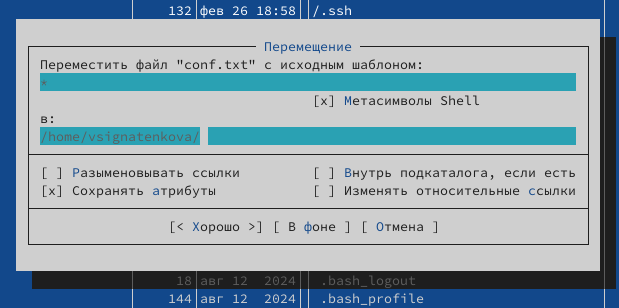 132 фев 26 18:58 /.ssh
Перемещение
Переместить файл "conf.txt" с исходным шаблоном:
*
[x] Метасимволы Shell
в:
/home/vsignatenkova/
[ ] Разыменовывать ссылки [ ] Внутрь подкаталога, если есть
[x] Сохранять атрибуты [ ] Изменять относительные ссылки
[< Хорошо >] [ В фоне ] [ Отмена ]
18 авг 12 2024 .bash_logout
144 авг 12 2024 .bash_profile